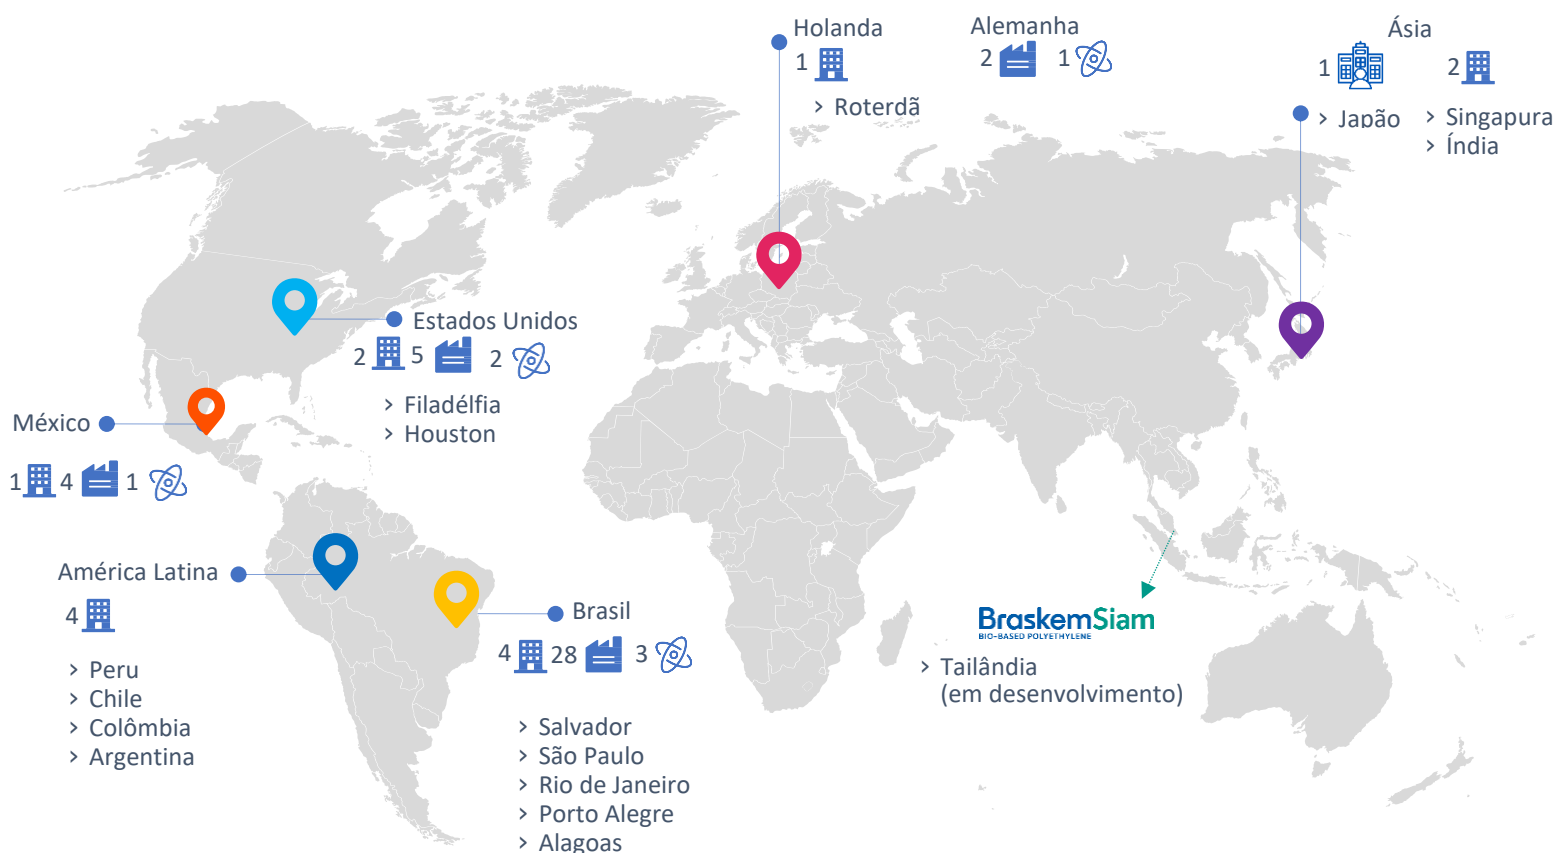 Holanda
1
> Roterdã
Alemanha
2 1
Ásia
1 2
> Japão
> Singapura
> Índia
Estados Unidos
2 5 2
> Filadélfia
> Houston
México
1 4 1
América Latina
4
> Peru
> Chile
> Colômbia
> Argentina
Brasil
4 28 3
> Salvador
> São Paulo
> Rio de Janeiro
> Porto Alegre
> Alagoas
BraskemSiam
BIO-BASED POLYETHYLENE
> Tailândia
(em desenvolvimento)